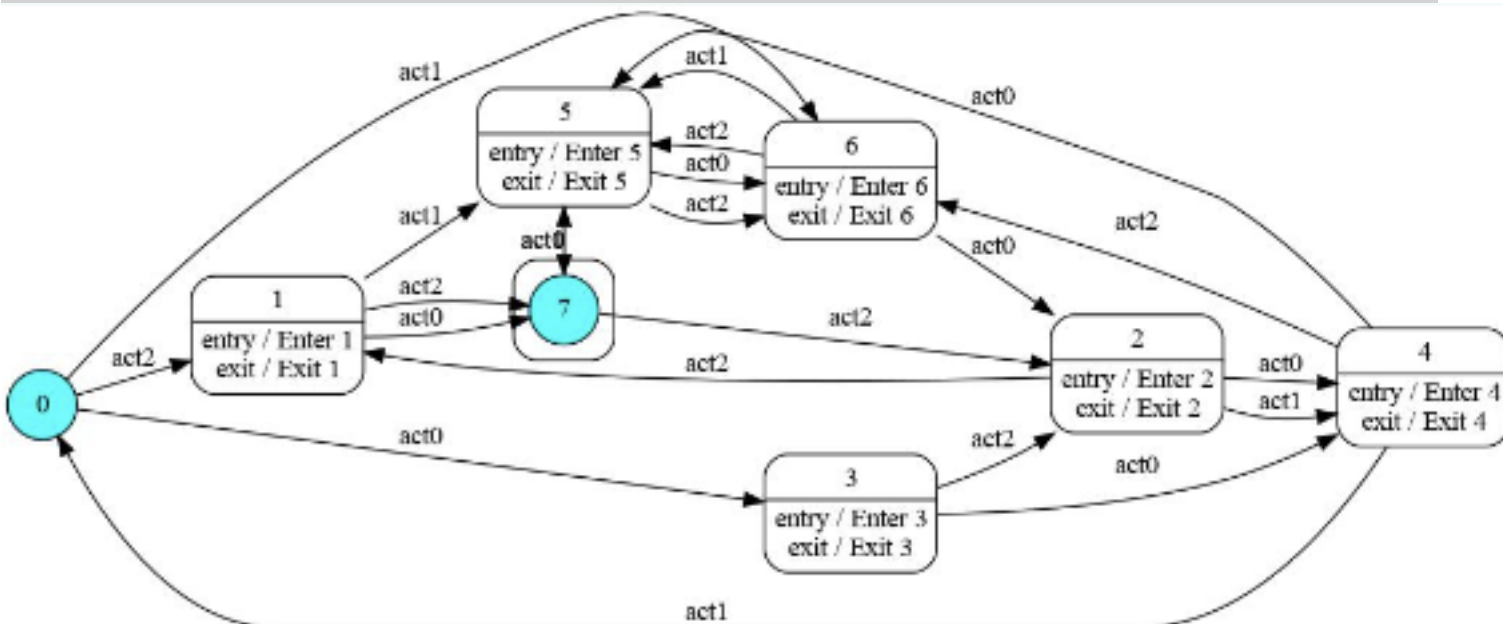 act1
act1
act0
5
entry / Enter 5
exit / Exit 5
act2
act0
act2
6
entry / Enter 6
exit / Exit 6
act2
act1
act0
1
entry / Enter 1
exit / Exit 1
act2
act0
7
act0
act2
2
entry / Enter 2
exit / Exit 2
act2
act0
act1
4
entry / Enter 4
exit / Exit 4
act2
0
act0
act2
3
entry / Enter 3
exit / Exit 3
act0
act1